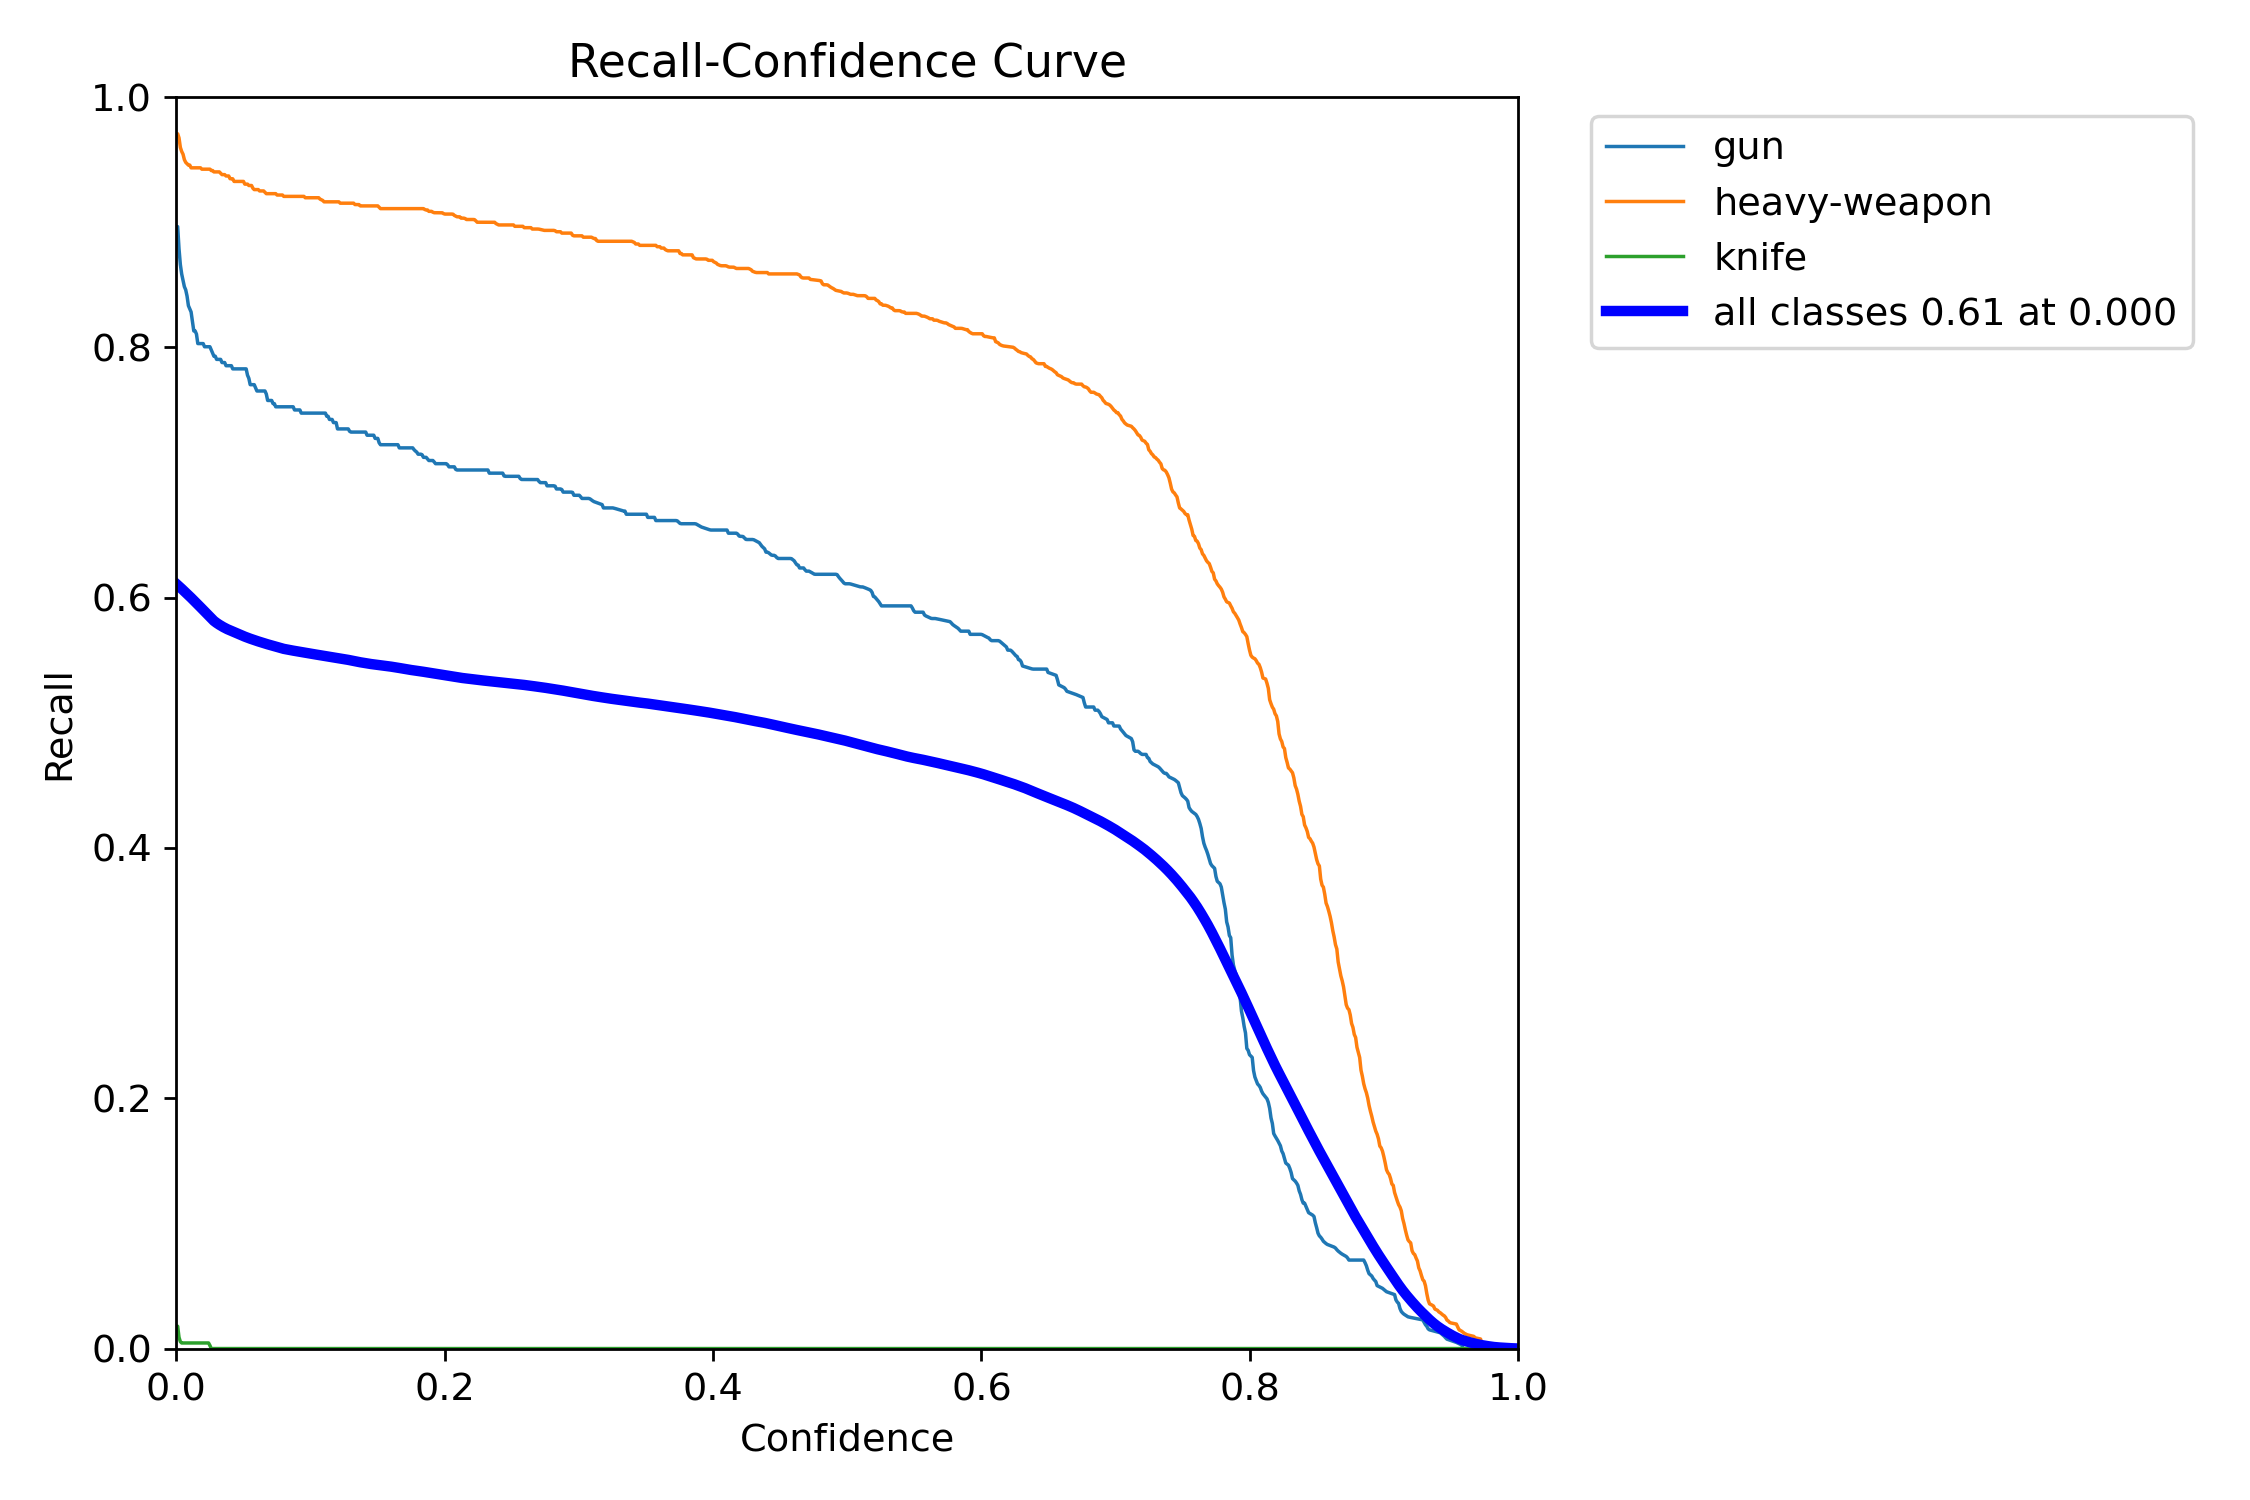 Recall-Confidence Curve
1.0
0.8
0.6
0.4
0.2
0.0
Recall
0.0 0.2 0.4 0.6 0.8 1.0
Confidence
gun
heavy-weapon
knife
all classes 0.61 at 0.000